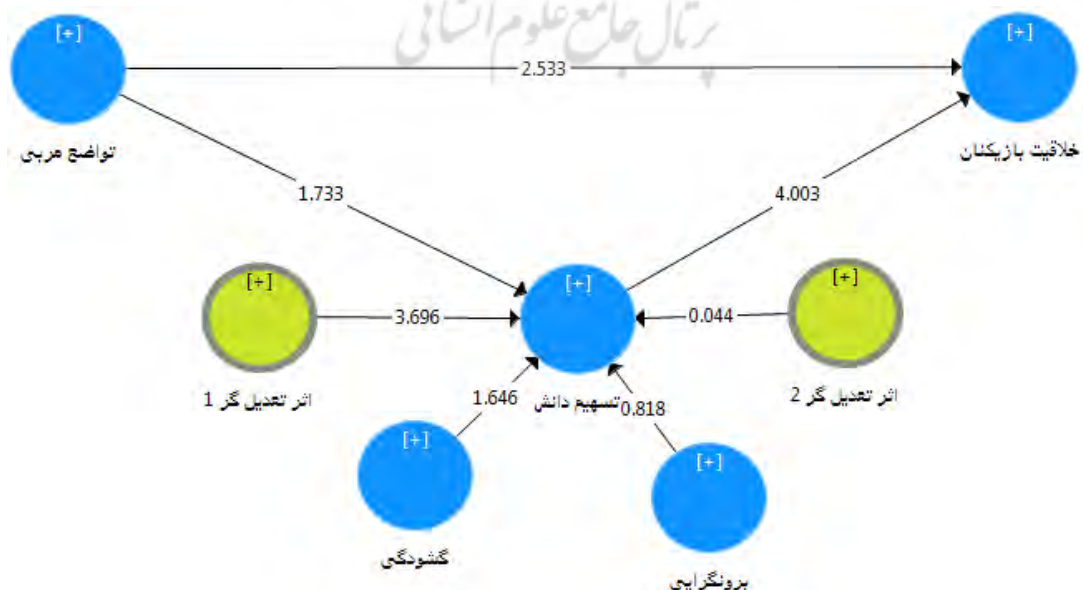 پرتال جامع علوم انسانی
[+]
[+]
2.533
تواضع مربی
خلاقیت بازیکنان
1.733
4.003
[+]
[+]
[+]
3.696
0.044
اثر تعدیل گر 1
تسهیم دانش
اثر تعدیل گر 2
1.646
0.818
[+]
[+]
گشودگی
برونگرایی